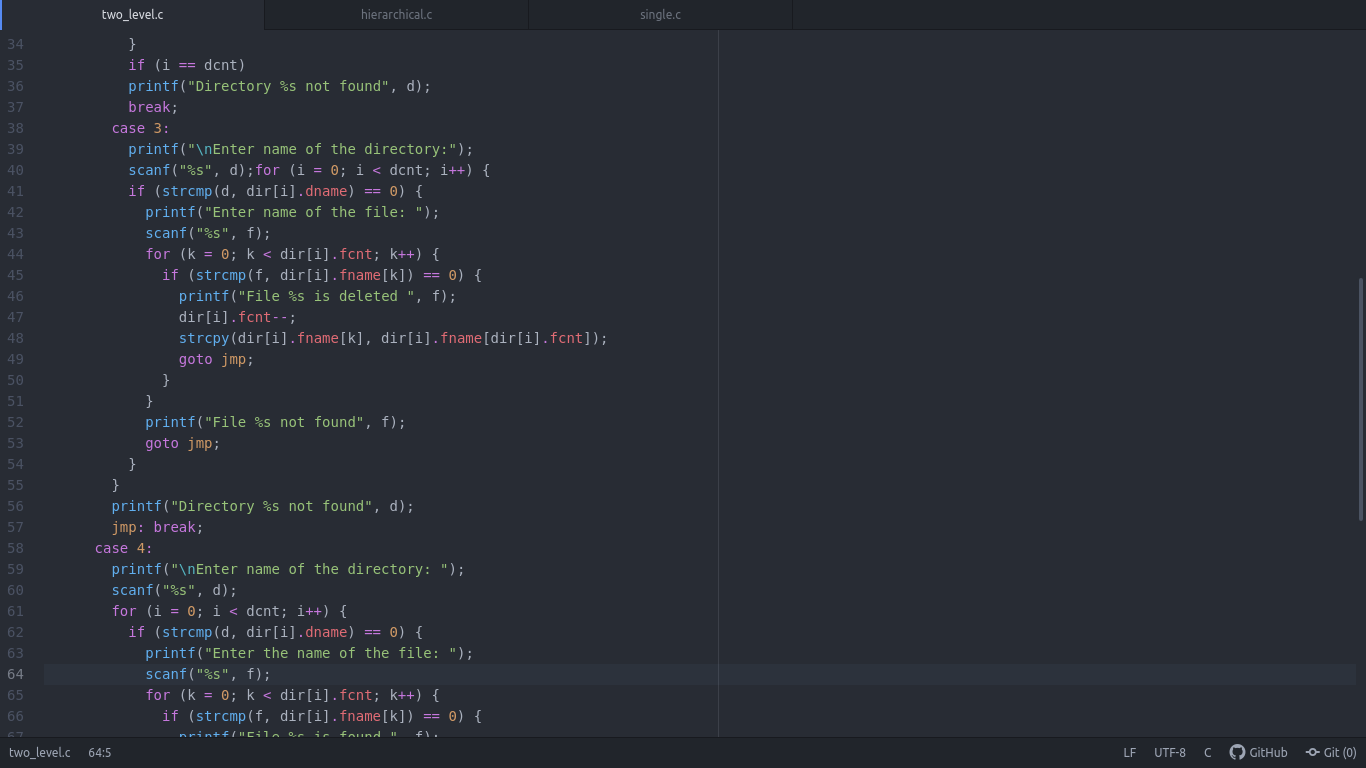 two_level.c hierarchical.c single.c
34 }
35 if (i == dcnt)
36 printf("Directory %s not found", d);
37 break;
38 case 3:
39 printf("\nEnter name of the directory:");
40 scanf("%s", d);for (i = 0; i < dcnt; i++) {
41 if (strcmp(d, dir[i].dname) == 0) {
42 printf("Enter name of the file: ");
43 scanf("%s", f);
44 for (k = 0; k < dir[i].fcnt; k++) {
45 if (strcmp(f, dir[i].fname[k]) == 0) {
46 printf("File %s is deleted ", f);
47 dir[i].fcnt--;
48 strcpy(dir[i].fname[k], dir[i].fname[dir[i].fcnt]);
49 goto jmp;
50 }
51 }
52 printf("File %s not found", f);
53 goto jmp;
54 }
55 }
56 printf("Directory %s not found", d);
57 jmp: break;
58 case 4:
59 printf("\nEnter name of the directory: ");
60 scanf("%s", d);
61 for (i = 0; i < dcnt; i++) {
62 if (strcmp(d, dir[i].dname) == 0) {
63 printf("Enter the name of the file: ");
64 scanf("%s", f);
65 for (k = 0; k < dir[i].fcnt; k++) {
66 if (strcmp(f, dir[i].fname[k]) == 0) {
67 printf("File %s is found ", f);
two_level.c 64:5 LF UTF-8 C GitHub Git (0)